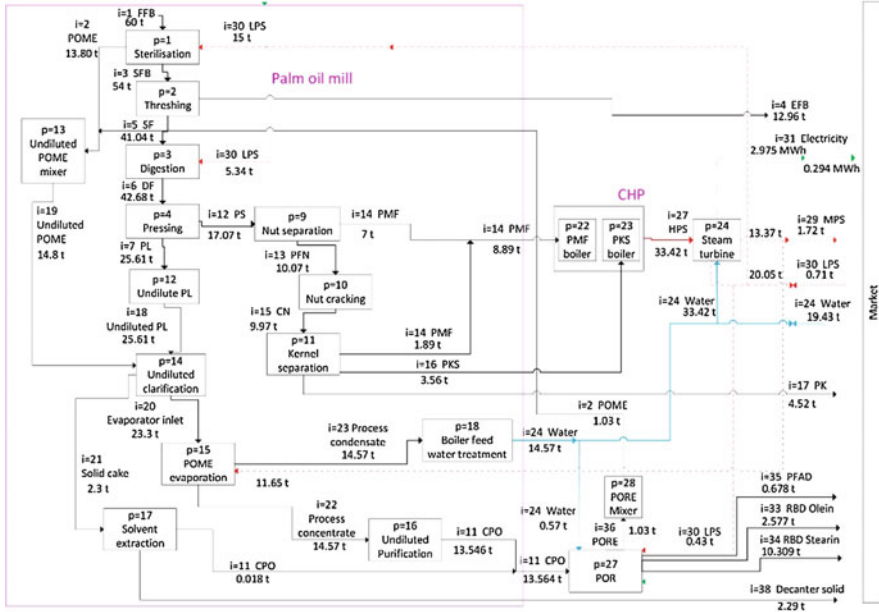 i=1 FFB
60 t
i=2
POME
13.80 t
i=30 LPS
15 t
p=1
Sterilisation
i=3 SFB
54 t
Palm oil mill
p=2
Threshing
i=4 EFB
12.96 t
i=5 SF
41.04 t
p=13
Undiluted
POME
mixer
p=3
Digestion
i=30 LPS
5.34 t
i=31 Electricity
2.975 MWh
0.294 MWh
i=6 DF
42.68 t
CHP
i=19
Undiluted
POME
14.8 t
p=4
Pressing
i=12 PS
17.07 t
p=9
Nut separation
i=14 PMF
7 t
i=14 PMF
8.89 t
p=22
PMF
boiler
p=23
PKS
boiler
i=27
HPS
33.42 t
p=24
Steam
turbine
13.37 t
i=29 MPS
1.72 t
i=7 PL
25.61 t
i=13 PFN
10.07 t
p=12
Undilute PL
p=10
Nut cracking
20.05 t
i=30 LPS
0.71 t
i=18
Undiluted PL
25.61 t
i=15 CN
9.97 t
i=24 Water
33.42 t
i=24 Water
19.43 t
Market
p=11
Kernel
separation
i=14 PMF
1.89 t
i=16 PKS
3.56 t
p=14
Undiluted
clarification
i=17 PK
4.52 t
i=20
Evaporator inlet
23.3 t
i=2 POME
1.03 t
i=23 Process
condensate
14.57 t
p=18
Boiler feed
water treatment
i=24 Water
14.57 t
i=21
Solid cake
2.3 t
p=15
POME
evaporation
11.65 t
p=28
PORE
Mixer
i=35 PFAD
0.678 t
i=22
Process
concentrate
14.57 t
i=24 Water
0.57 t
i=36
PORE
1.03 t
i=30 LPS
0.43 t
i=33 RBD Olein
2.577 t
p=17
Solvent
extraction
p=16
Undiluted
Purification
i=11 CPO
13.546 t
i=34 RBD Stearin
10.309 t
i=11 CPO
0.018 t
i=11 CPO
13.564 t
p=27
POR
i=38 Decanter solid
2.29 t